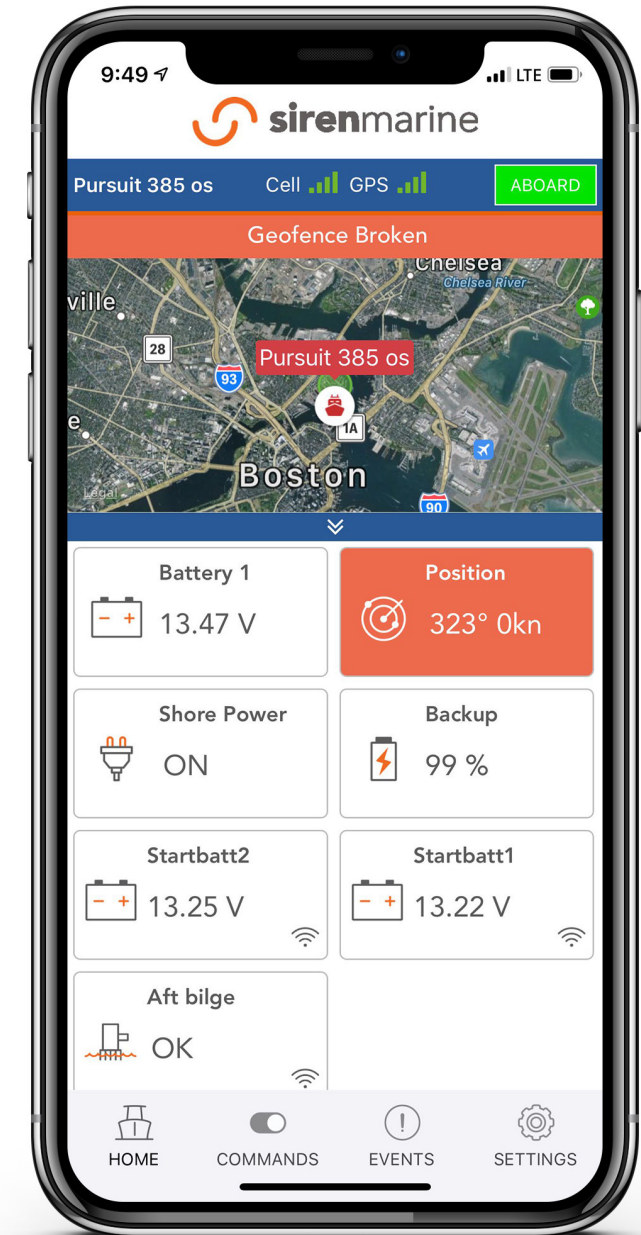 9:49
LTE
sirenmarine
Pursuit 385 os
Cell
GPS
ABOARD
Geofence Broken
Chelsea
Chelsea River
ville
28
93
Pursuit 385 os
e
1A
Boston
Legal
90
Battery 1
- +
13.47 V
Position
323° 0kn
Shore Power
ON
Backup
99 %
Startbatt2
- +
13.25 V
Startbatt1
- +
13.22 V
Aft bilge
OK
HOME
COMMANDS
!
EVENTS
SETTINGS